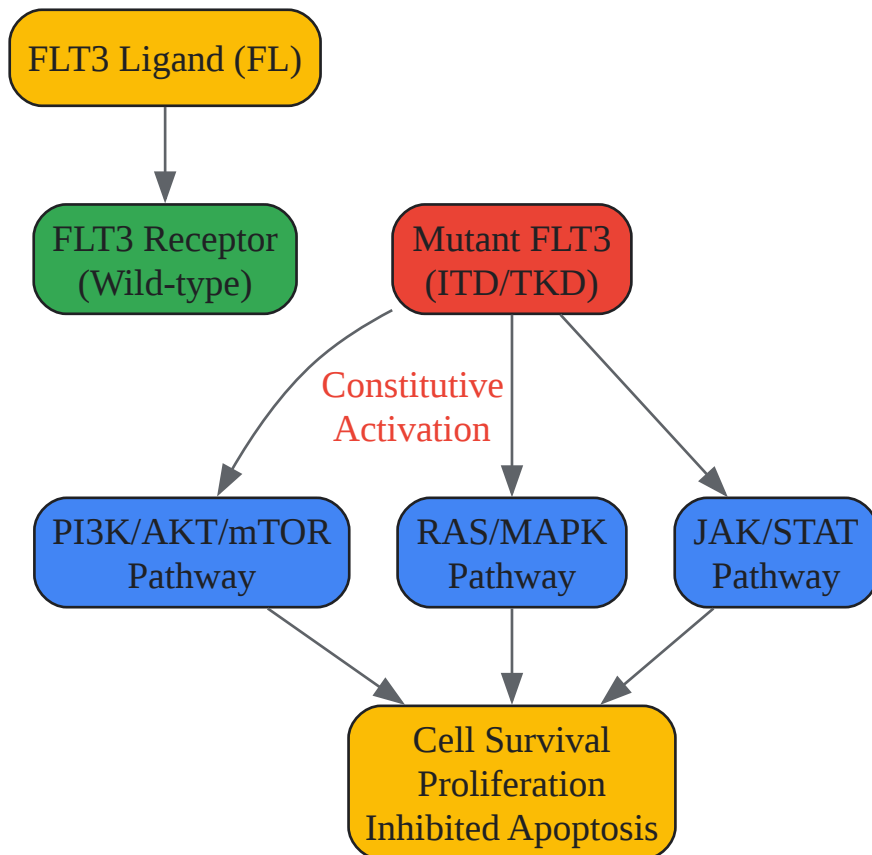 FLT3 Ligand (FL)
FLT3 Receptor
(Wild-type)
Mutant FLT3
(ITD/TKD)
Constitutive
Activation
PI3K/AKT/mTOR
Pathway
RAS/MAPK
Pathway
JAK/STAT
Pathway
Cell Survival
Proliferation
Inhibited Apoptosis